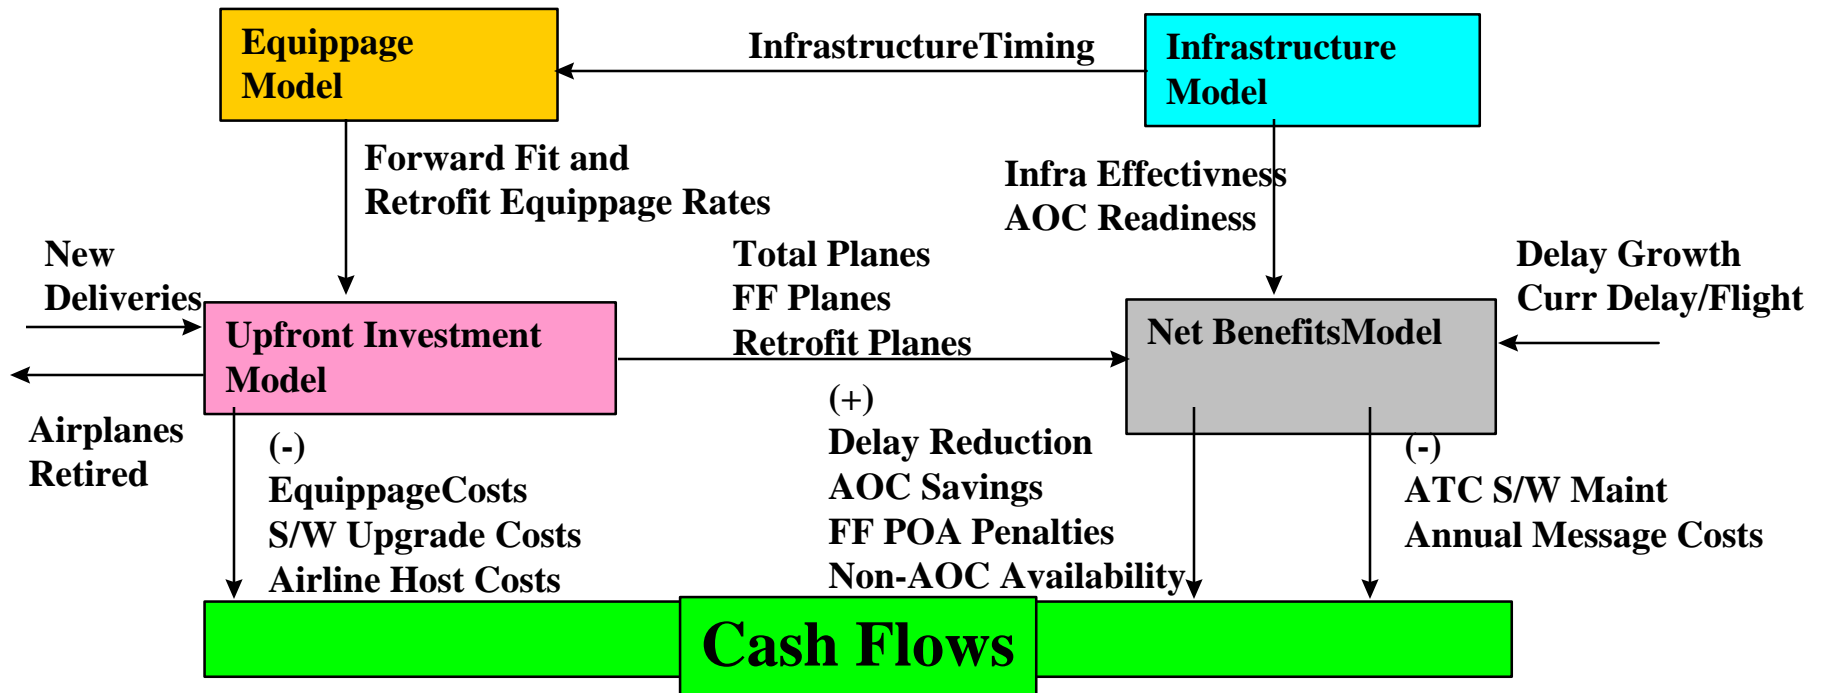 Equippage
Model
InfrastructureTiming
Infrastructure
Model
Forward Fit and
Retrofit Equippage Rates
Infra Effectivness
AOC Readiness
New
Deliveries
Total Planes
FF Planes
Retrofit Planes
Delay Growth
Curr Delay/Flight
Upfront Investment
Model
Net BenefitsModel
Airplanes
Retired
(-)
EquippageCosts
S/W Upgrade Costs
Airline Host Costs
(+)
Delay Reduction
AOC Savings
FF POA Penalties
Non-AOC Availability
(-)
ATC S/W Maint
Annual Message Costs
Cash Flows